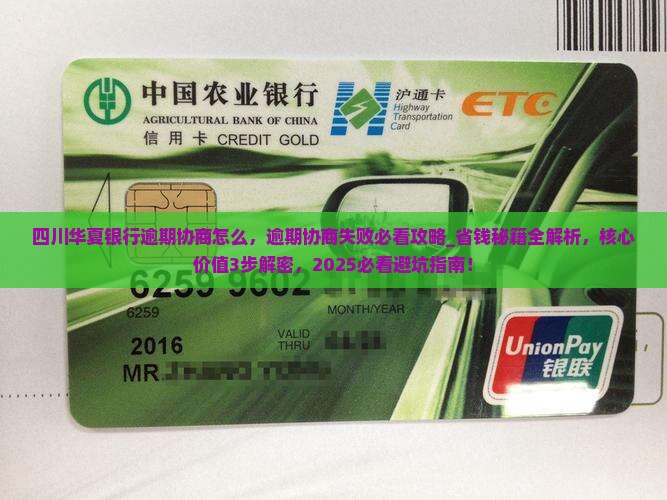 中国农业银行
AGRICULTURAL BANK OF CHINA
信用卡 CREDIT GOLD
沪通卡
Highway
Transportation
Card
ETC
四川华夏银行逾期协商怎么，逾期协商失败必看攻略_省钱秘籍全解析，核心
价值3步解密，2025必看避坑指南！
6259
MONTH/YEAR
6259
VALID
THRU
2016
MR
UnionPay
银联